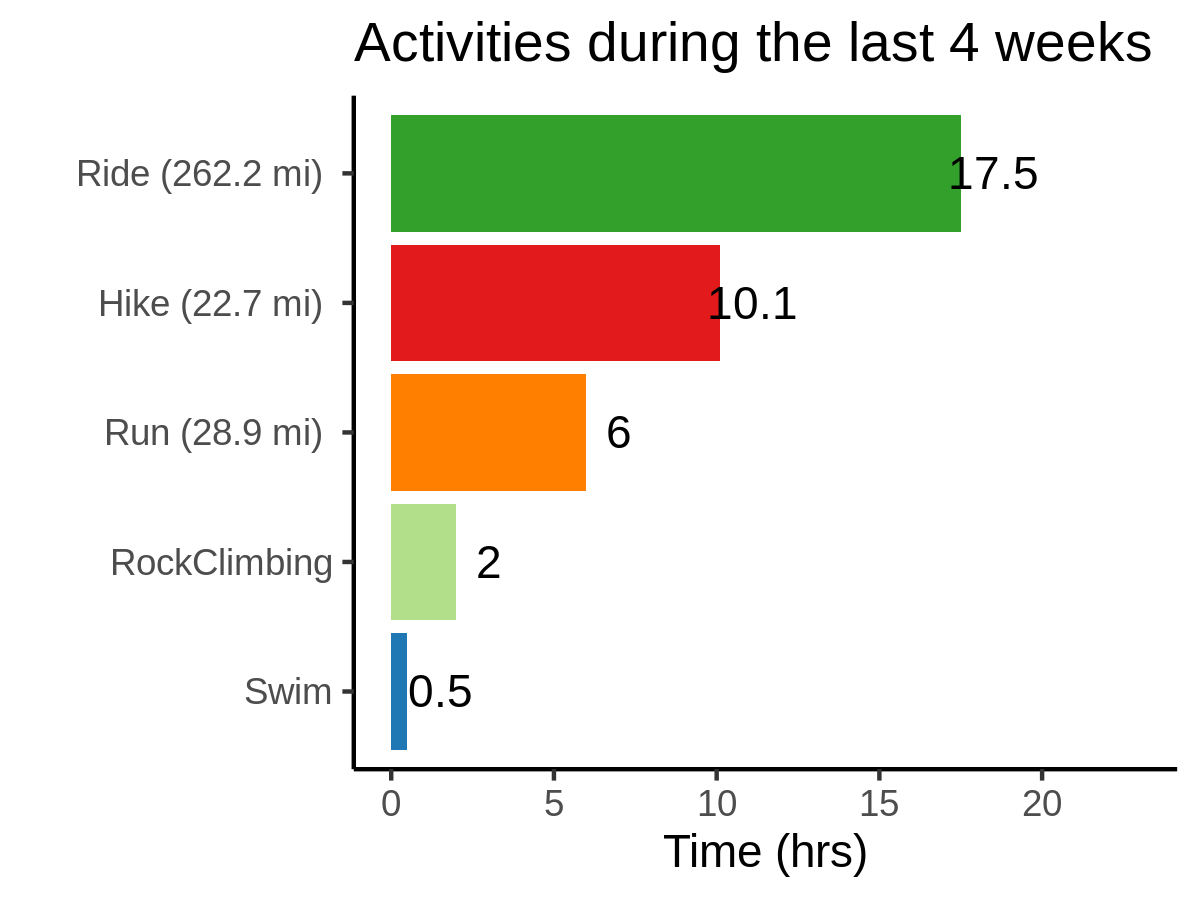 Activities during the last 4 weeks
Ride (262.2 mi) 17.5
Hike (22.7 mi) 10.1
Run (28.9 mi) 6
RockClimbing 2
Swim 0.5
0 5 10 15 20
Time (hrs)